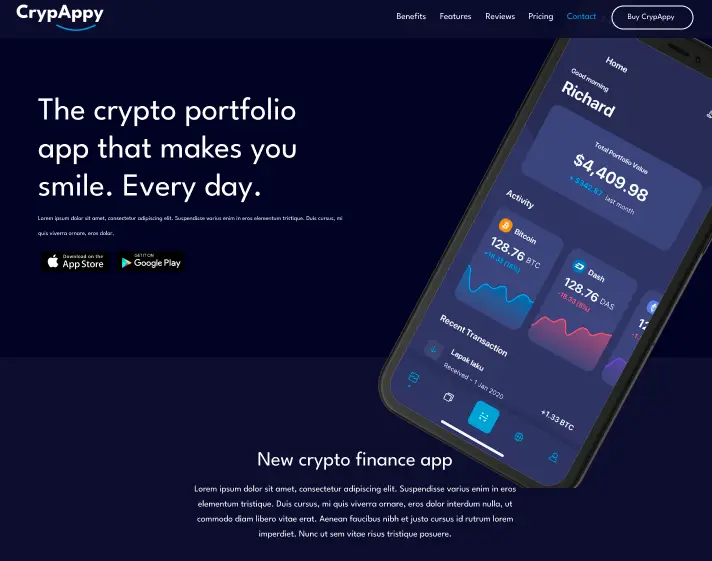 CrypAppy
Benefits Features Reviews Pricing Contact Buy CrypAppy
The crypto portfolio
app that makes you
smile. Every day.
Lorem ipsum dolor sit amet, consectetur adipiscing elit. Suspendisse varius enim in eros elementum tristique. Duis cursus, mi
quis viverra ornare, eros dolor.
Download on the
App Store
GET IT ON
Google Play
Home
Good morning
Richard
Total Portfolio Value
$4,409.98
last month
Activity
Bitcoin
128.76 BTC
+18.33 (18%)
Dash
128.76 DAS
-18.33 (8%)
Recent Transaction
Lapak laku
Received - 1 Jan 2020
+1.33 BTC
New crypto finance app
Lorem ipsum dolor sit amet, consectetur adipiscing elit. Suspendisse varius enim in eros
elementum tristique. Duis cursus, mi quis viverra ornare, eros dolor interdum nulla, ut
commodo diam libero vitae erat. Aenean faucibus nibh et justo cursus id rutrum lorem
imperdiet. Nunc ut sem vitae risus tristique posuere.